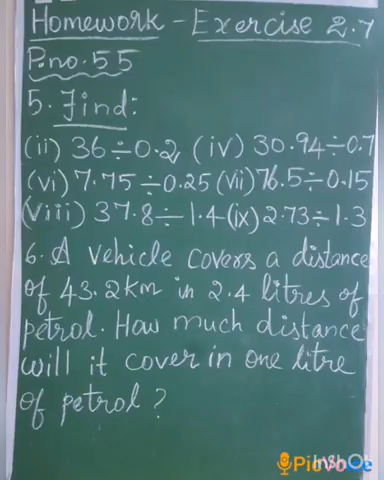 Homework - Exercise 2.7
P.no.55
5. Find:
(ii) 36÷0.2, (iv) 30.94÷0.7
(vi) 7.75÷0.25 (vii) 76.5÷0.15
(viii) 37.8÷1.4 (ix) 2.73÷1.3
6. A vehicle covers a distance
of 43.2km in 2.4 litres of
petrol. How much distance
will it cover in one litre
of petrol?